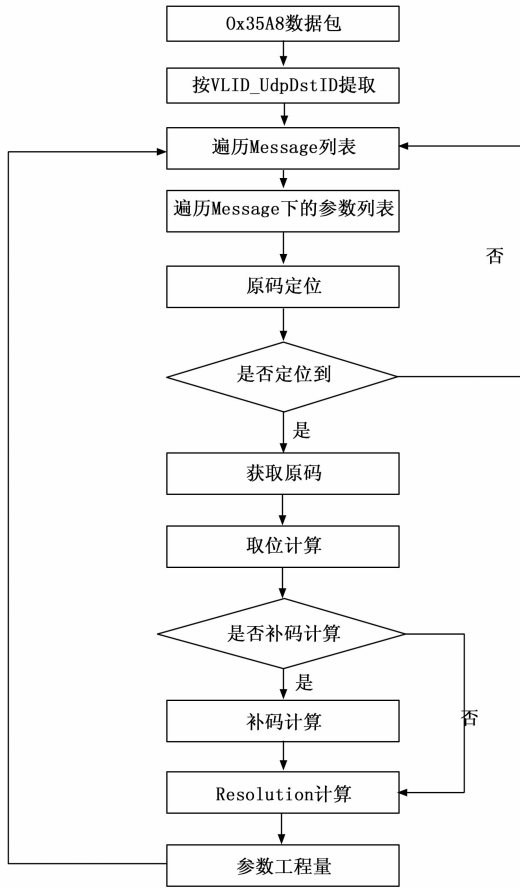 0x35A8数据包
按VLID_UdpDstID提取
遍历Message列表
遍历Message下的参数列表
否
原码定位
是否定位到
是
获取原码
取位计算
是否补码计算
是
否
补码计算
Resolution计算
参数工程量